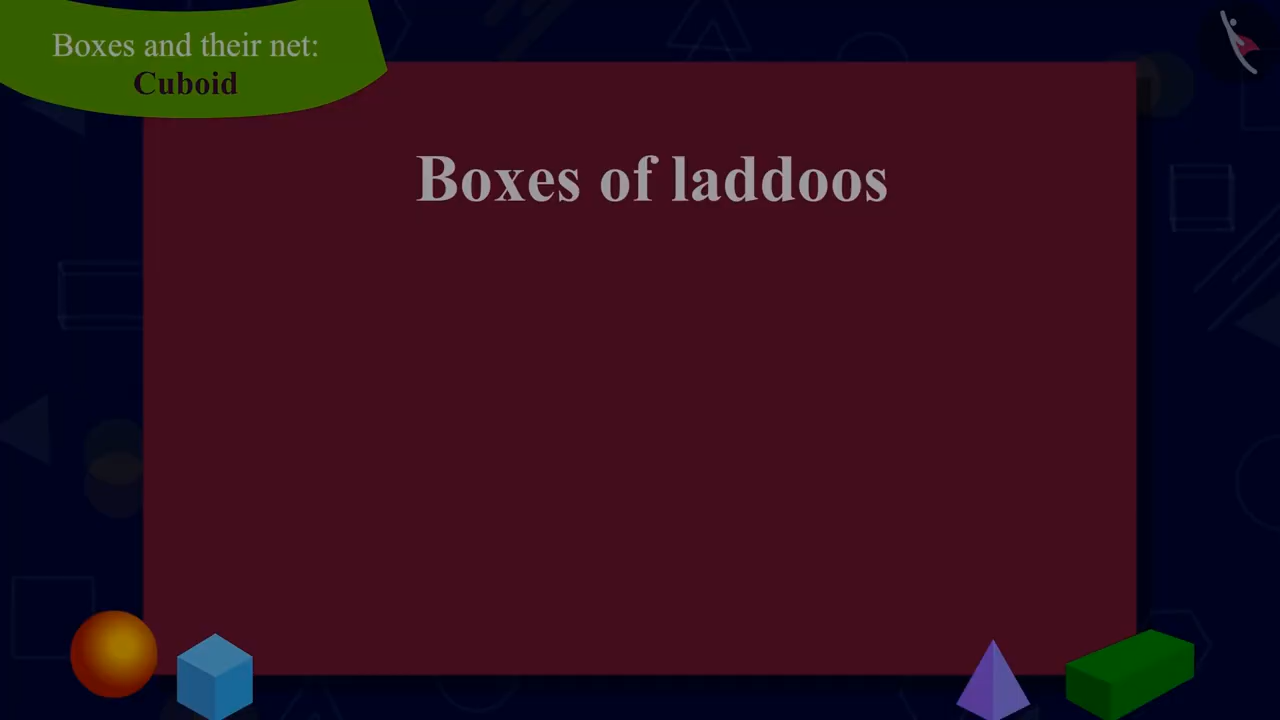 Boxes and their net:
Cuboid
Boxes of laddoos